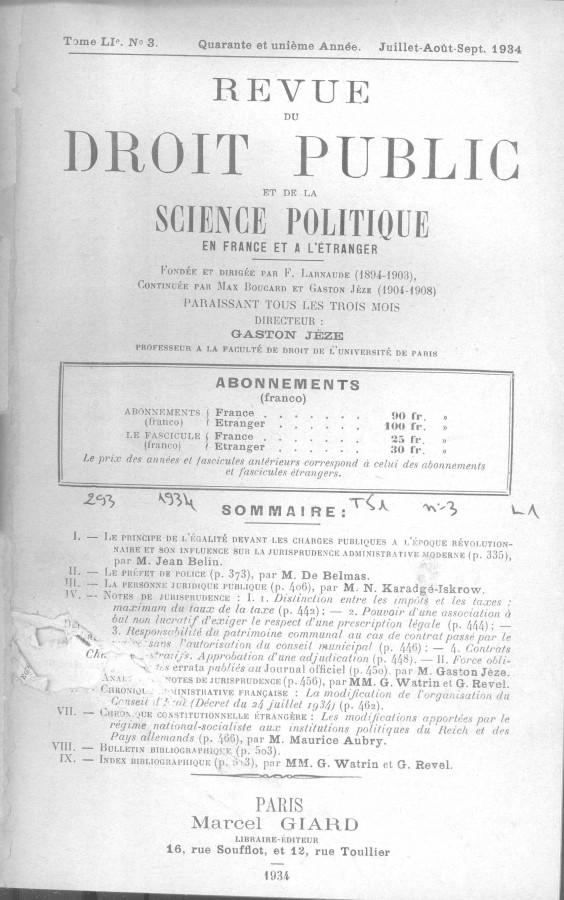 Tome LIe. No 3. Quarante et unième Année. Juillet-Août-Sept. 1934
REVUE
DU
DROIT PUBLIC
ET DE LA
SCIENCE POLITIQUE
EN FRANCE ET A L'ÉTRANGER
FONDÉE ET DIRIGÉE PAR F. LARNAUDE (1894-1903),
CONTINUÉE PAR MAX BOUCARD ET GASTON JÈZE (1904-1908)
PARAISSANT TOUS LES TROIS MOIS
DIRECTEUR :
GASTON JÈZE
PROFESSEUR A LA FACULTÉ DE DROIT DE L'UNIVERSITÉ DE PARIS
ABONNEMENTS
(franco)
ABONNEMENTS (franco) { France . . . . . . . 90 fr. »
Etranger . . . . . . 100 fr. »
LE FASCICULE (franco) { France . . . . . . . 25 fr. »
Etranger . . . . . . 30 fr. »
Le prix des années et fascicules antérieurs correspond à celui des abonnements
et fascicules étrangers.
293 1934 SOMMAIRE : T51 n-3 L1
I. — LE PRINCIPE DE L'ÉGALITÉ DEVANT LES CHARGES PUBLIQUES A L'ÉPOQUE RÉVOLUTION-
NAIRE ET SON INFLUENCE SUR LA JURISPRUDENCE ADMINISTRATIVE MODERNE (p. 335),
par M. Jean Belin.
II. — LE PRÉFET DE POLICE (p. 373), par M. De Belmas.
III. — LA PERSONNE JURIDIQUE PUBLIQUE (p. 406), par M. N. Karadgé-Iskrow.
IV. — NOTES DE JURISPRUDENCE : I. 1. Distinction entre les impôts et les taxes ;
maximum du taux de la taxe (p. 442) ; — 2. Pouvoir d'une association à
but non lucratif d'exiger le respect d'une prescription légale (p. 444) ; —
3. Responsabilité du patrimoine communal au cas de contrat passé par le
sans l'autorisation du conseil municipal (p. 446) ; — 4. Contrats
Approbation d'une adjudication (p. 448). — II. Force obli-
errata publiés au Journal officiel (p. 450), par M. Gaston Jèze.
NOTES DE JURISPRUDENCE (p. 456), par MM. G. Watrin et G. Revel.
FRANÇAISE : La modification de l'organisation du
Conseil (Décret du 24 juillet 1934) (p. 462).
VII. — CHRONIQUE CONSTITUTIONNELLE ÉTRANGÈRE : Les modifications apportées par le
régime national-socialiste aux institutions politiques du Reich et des
Pays allemands (p. 466), par M. Maurice Aubry.
VIII. — BULLETIN BIBLIOGRAPHIQUE (p. 503).
IX. — INDEX BIBLIOGRAPHIQUE par MM. G. Watrin et G. Revel.
PARIS
Marcel GIARD
LIBRAIRE-ÉDITEUR
16, rue Soufflot, et 12, rue Toullier
1934